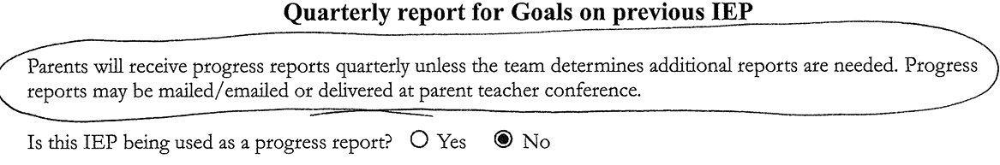 Quarterly report for Goals on previous IEP
Parents will receive progress reports quarterly unless the team determines additional reports are needed. Progress
reports may be mailed/emailed or delivered at parent teacher conference.
Is this IEP being used as a progress report? Yes No